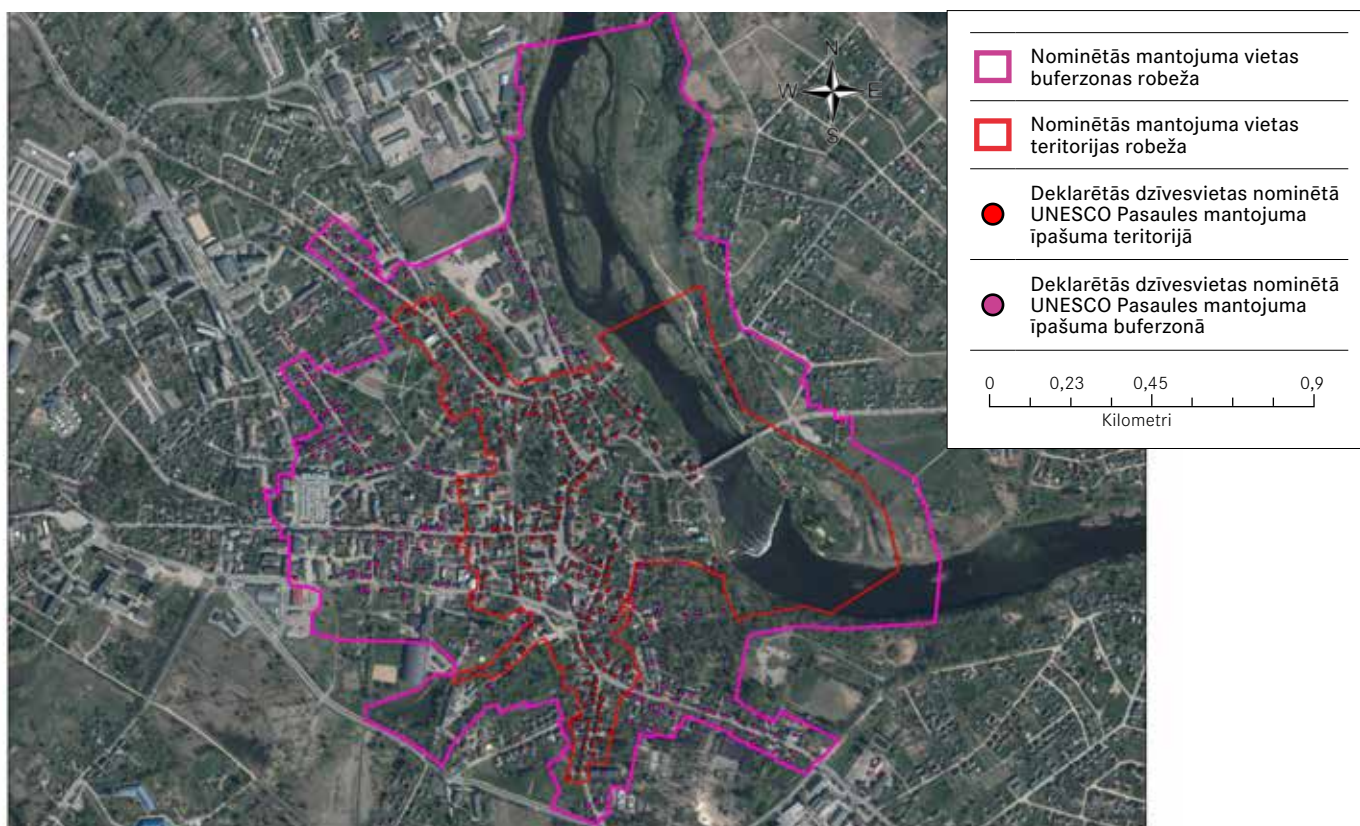 N
W E
S
Nominētās mantojuma vietas
buferzonas robeža
Nominētās mantojuma vietas
teritorijas robeža
Deklarētās dzīvesvietas nominētā
UNESCO Pasaules mantojuma
īpašuma teritorijā
Deklarētās dzīvesvietas nominētā
UNESCO Pasaules mantojuma
īpašuma buferzonā
0 0,23 0,45 0,9
Kilometri